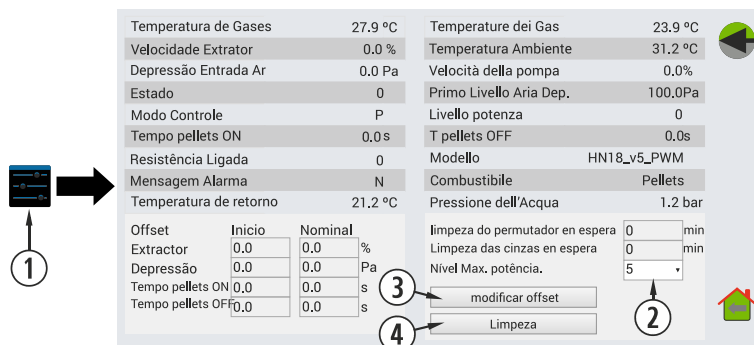 Temperatura de Gases 27.9 ºC
Velocidade Extrator 0.0 %
Depressão Entrada Ar 0.0 Pa
Estado 0
Modo Controle P
Tempo pellets ON 0.0 s
Resistência Ligada 0
Mensagem Alarma N
Temperatura de retorno 21.2 ºC
Temperature dei Gas 23.9 ºC
Temperatura Ambiente 31.2 ºC
Velocità della pompa 0.0%
Primo Livello Aria Dep. 100.0Pa
Livello potenza 0
T pellets OFF 0.0s
Modello HN18_v5_PWM
Combustibile Pellets
Pressione dell'Acqua 1.2 bar
Offset Inicio Nominal
Extractor 0.0 0.0 %
Depressão 0.0 0.0 Pa
Tempo pellets ON 0.0 0.0 s
Tempo pellets OFF 0.0 0.0 s
limpeza do permutador en espera 0 min
Limpeza das cinzas en espera 0 min
Nível Max. potência. 5
modificar offset
Limpeza
1
2
3
4